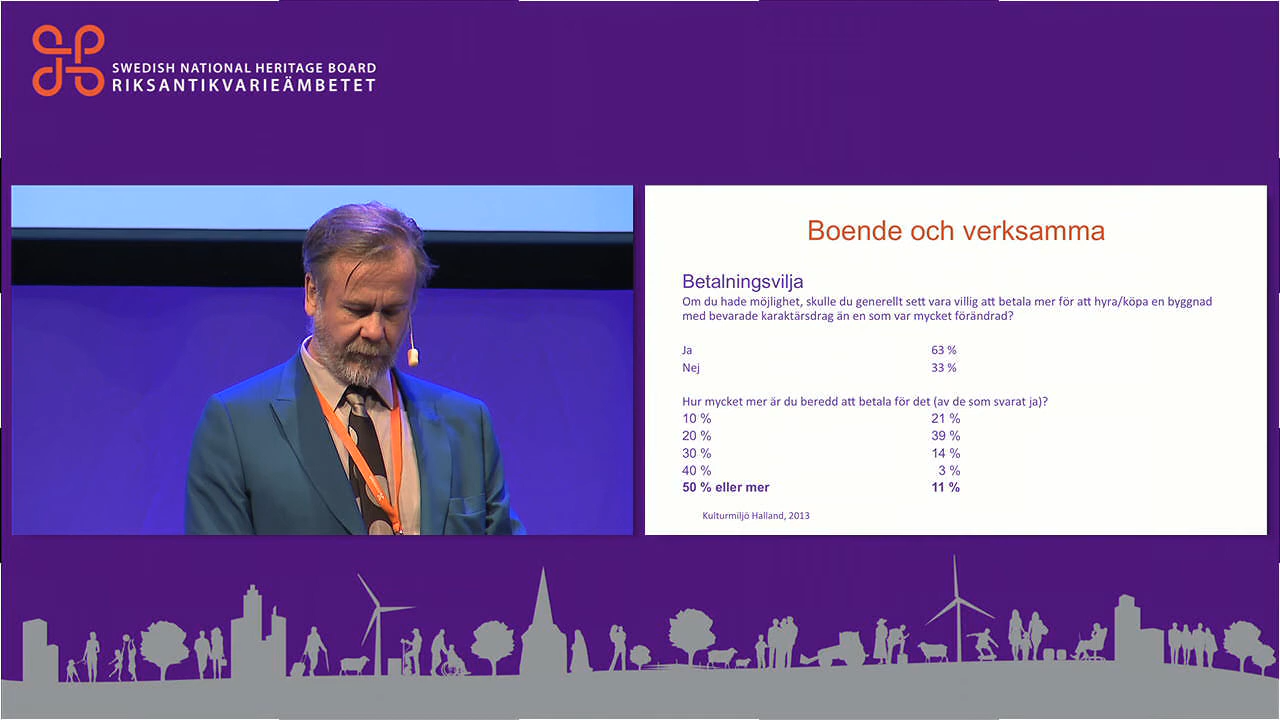 SWEDISH NATIONAL HERITAGE BOARD
RIKSANTIKVARIEÄMBETET
Boende och verksamma
Betalningsvilja
Om du hade möjlighet, skulle du generellt sett vara villig att betala mer för att hyra/köpa en byggnad
med bevarade karaktärsdrag än en som var mycket förändrad?
Ja 63 %
Nej 33 %
Hur mycket mer är du beredd att betala för det (av de som svarat ja)?
10 % 21 %
20 % 39 %
30 % 14 %
40 % 3 %
50 % eller mer 11 %
Kulturmiljö Halland, 2013